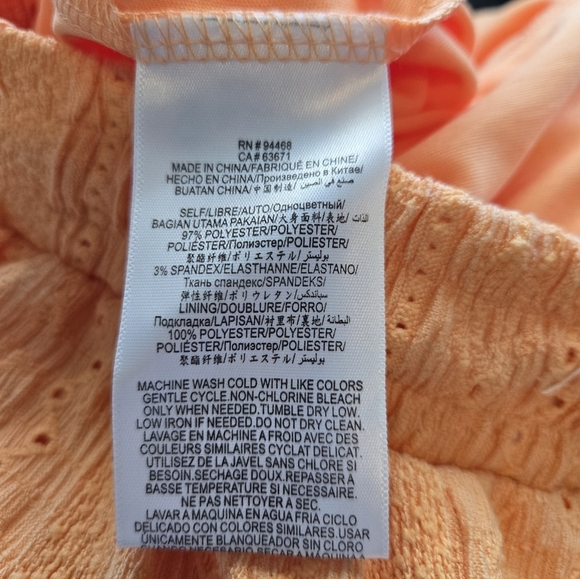 RN # 94468
CA # 63671
MADE IN CHINA/FABRIQUÉ EN CHINE/
HECHO EN CHINA/Произведено в Китае/
BUATAN CHINA/中国制造/ صنع في الصين/
SELF/LIBRE/AUTO/Одноцветный/
BAGIAN UTAMA PAKAIAN/大身面料/表地/ الذات/
97% POLYESTER/POLYESTER/
POLIÉSTER/Полиэстер/POLIESTER/
聚酯纤维/ポリエステル/ بوليستر/
3% SPANDEX/ELASTHANNE/ELASTANO/
Ткань спандекс/SPANDEKS/
弹性纤维/ポリウレタン/ سباندكس/
LINING/DOUBLURE/FORRO/
Подкладка/LAPISAN/衬里布/裏地/ البطانة/
100% POLYESTER/POLYESTER/
POLIÉSTER/Полиэстер/POLIESTER/
聚酯纤维/ポリエステル/ بوليستر/
MACHINE WASH COLD WITH LIKE COLORS
GENTLE CYCLE.NON-CHLORINE BLEACH
ONLY WHEN NEEDED.TUMBLE DRY LOW.
LOW IRON IF NEEDED.DO NOT DRY CLEAN.
LAVAGE EN MACHINE A FROID AVEC DES
COULEURS SIMILAIRES CYCLAT DELICAT.
UTILISEZ DE LA JAVEL SANS CHLORE SI
BESOIN.SECHAGE DOUX.REPASSER A
BASSE TEMPERATURE SI NECESSAIRE.
NE PAS NETTOYER A SEC.
LAVAR A MAQUINA EN AGUA FRIA CICLO
DELICADO CON COLORES SIMILARES.USAR
UNICAMENTE BLANQUEADOR SIN CLORO